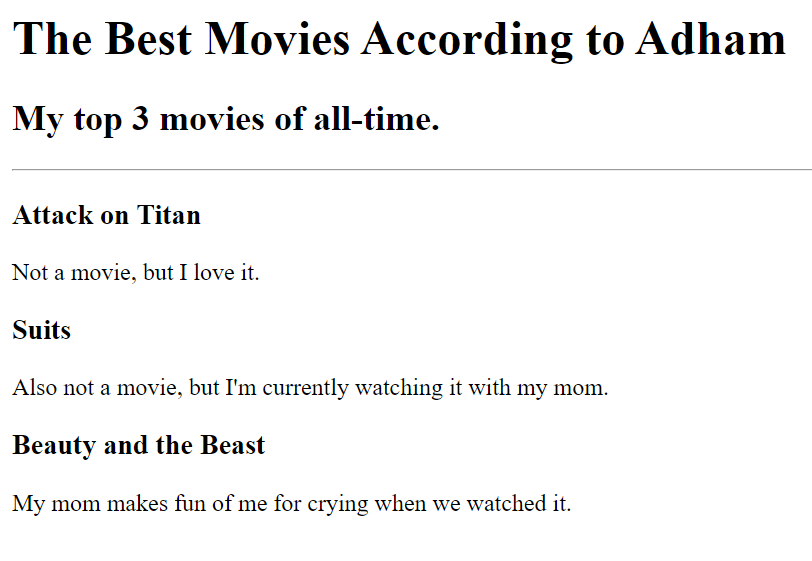 The Best Movies According to Adham
My top 3 movies of all-time.
Attack on Titan
Not a movie, but I love it.
Suits
Also not a movie, but I'm currently watching it with my mom.
Beauty and the Beast
My mom makes fun of me for crying when we watched it.